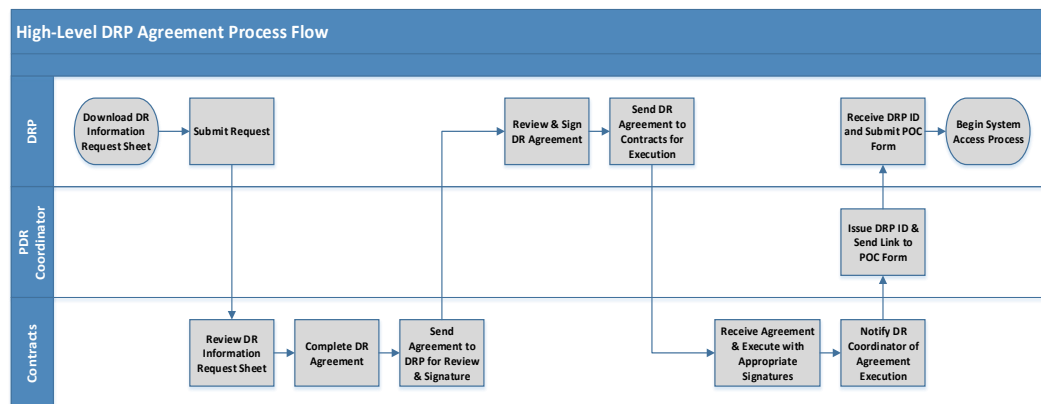 High-Level DRP Agreement Process Flow
DRP
Download DR
Information
Request Sheet
Submit Request
Review & Sign
DR Agreement
Send DR
Agreement to
Contracts for
Execution
Receive DRP ID
and Submit POC
Form
Begin System
Access Process
PDR
Coordinator
Issue DRP ID &
Send Link to
POC Form
Contracts
Review DR
Information
Request Sheet
Complete DR
Agreement
Send
Agreement to
DRP for Review
& Signature
Receive Agreement
& Execute with
Appropriate
Signatures
Notify DR
Coordinator of
Agreement
Execution